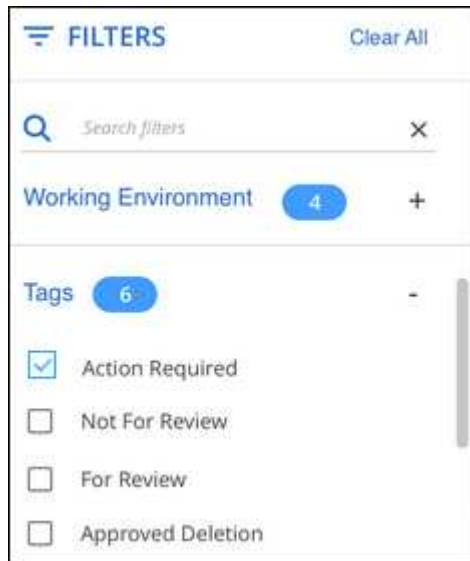 FILTERS Clear All
Search filters ×
Working Environment 4 +
Tags 6 -
Action Required
Not For Review
For Review
Approved Deletion